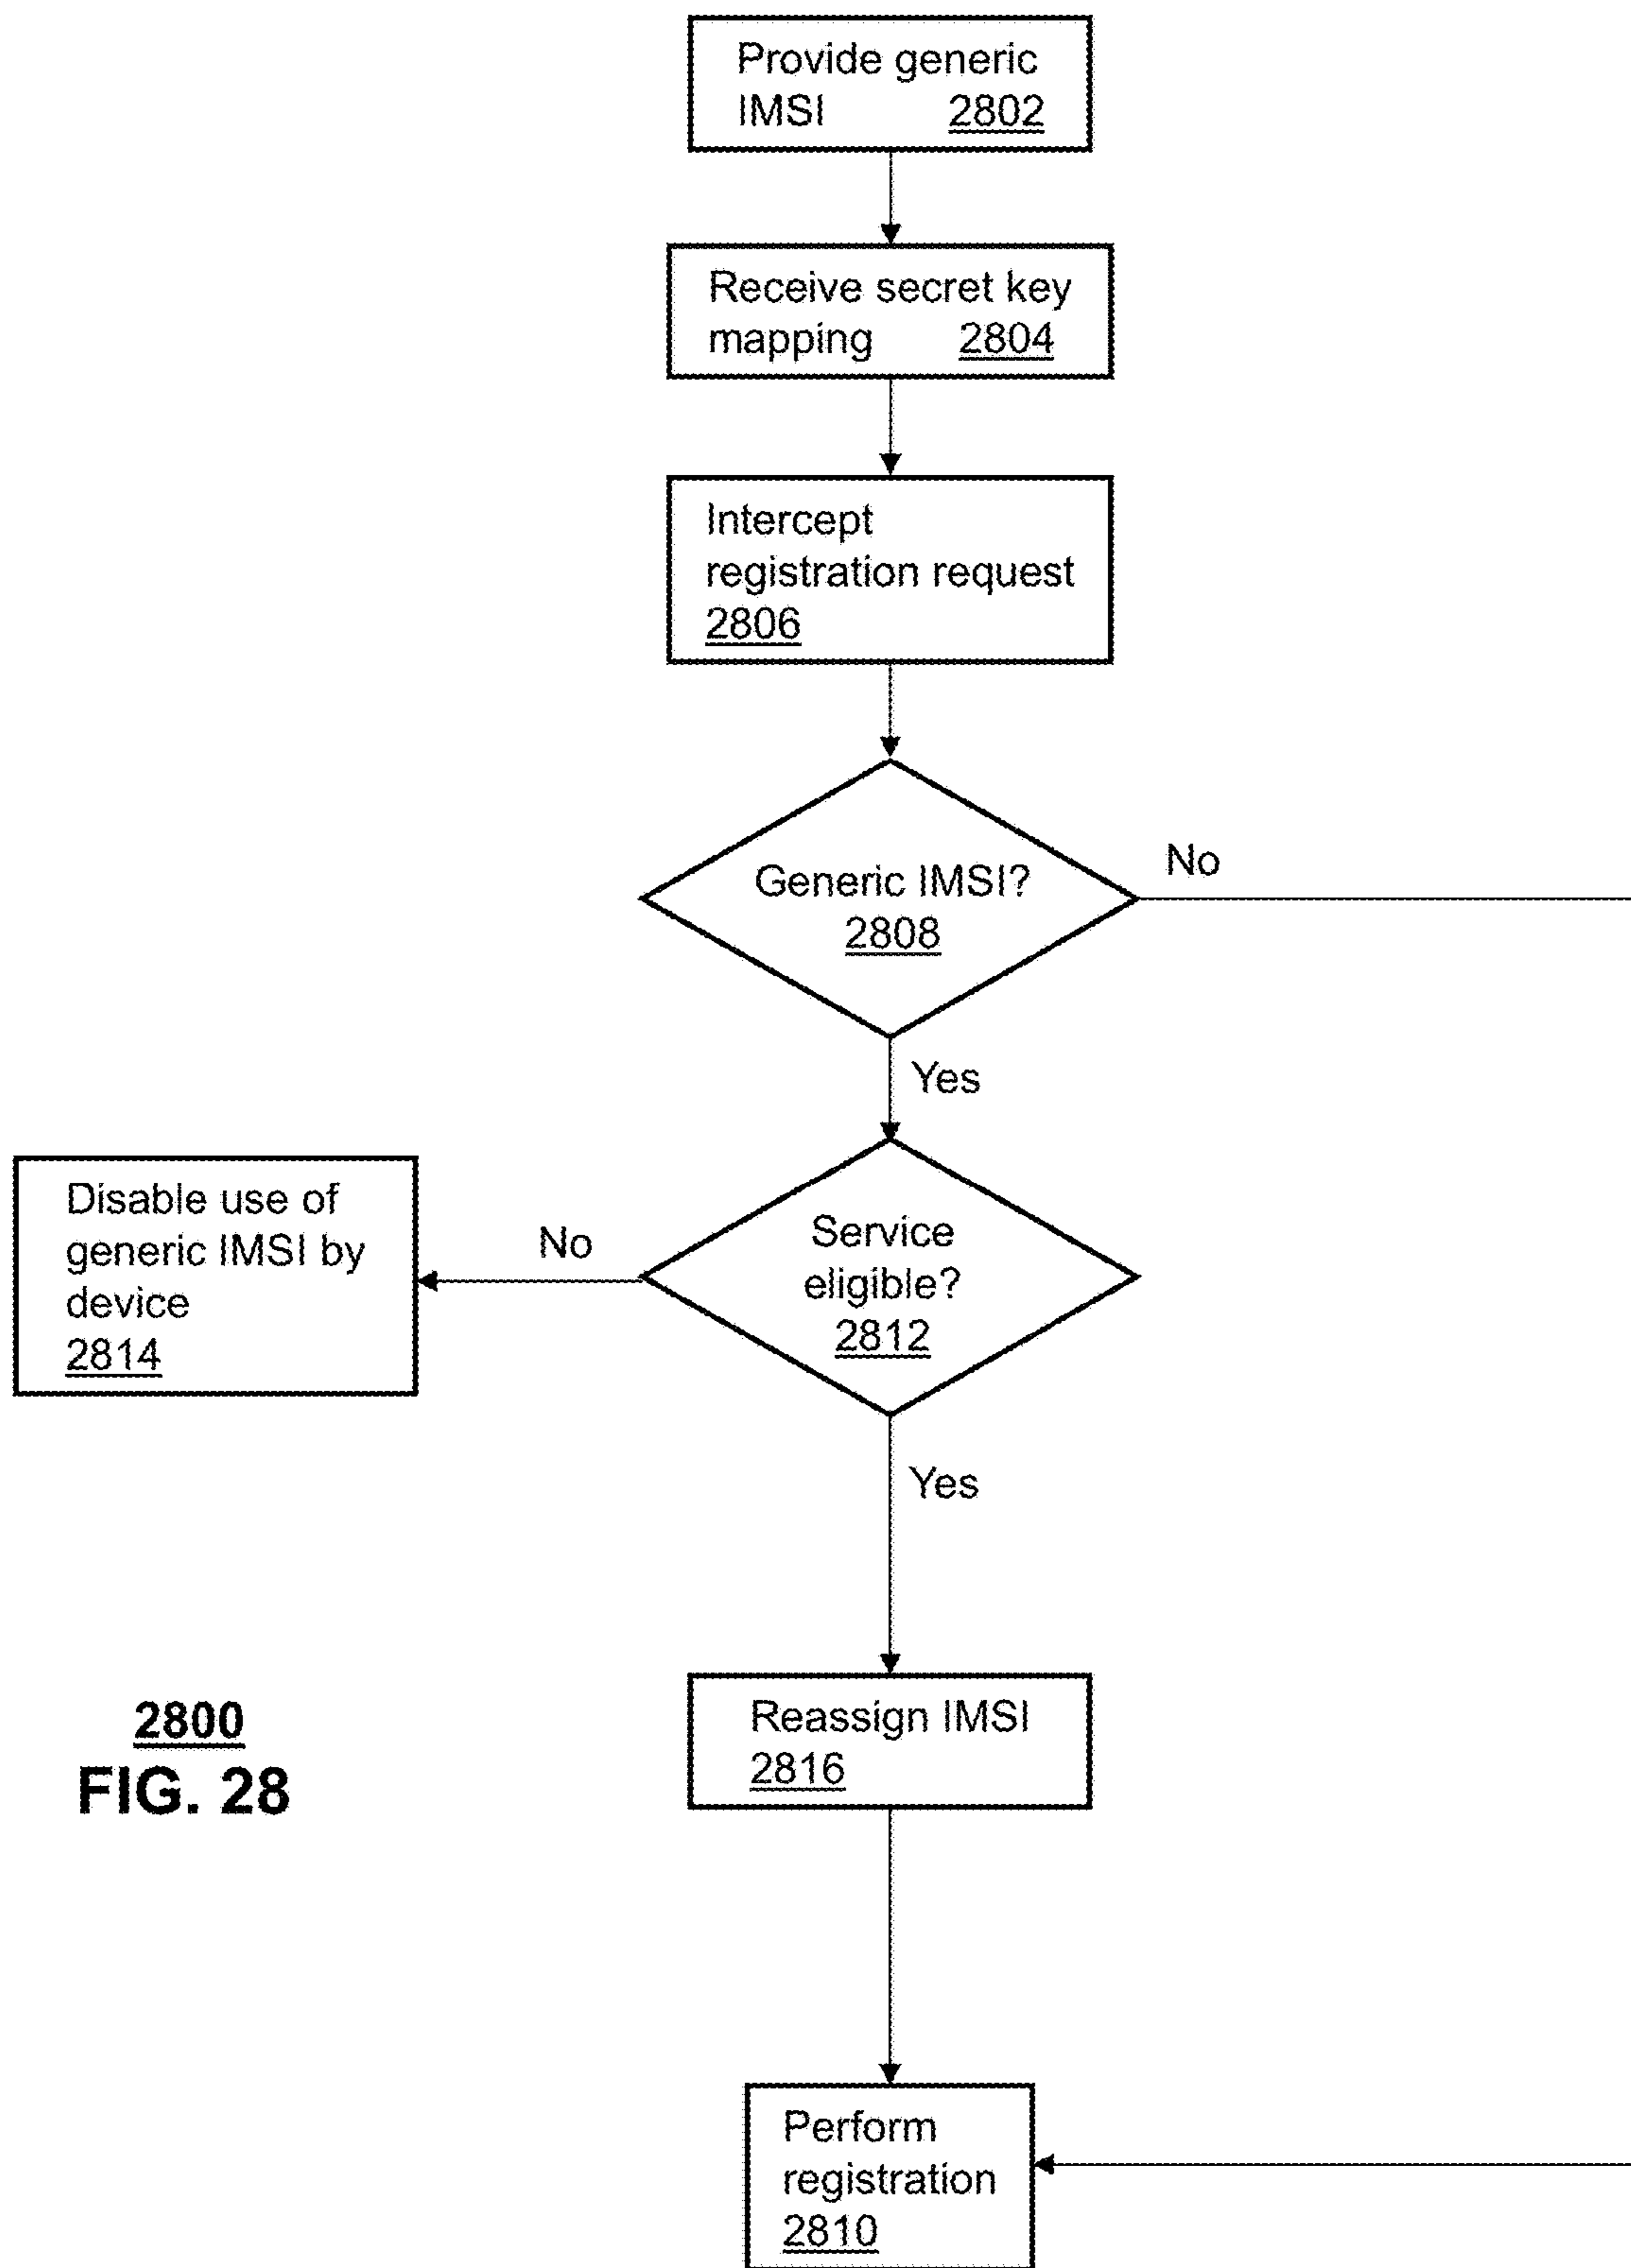 Provide generic
IMSI 2802
Receive secret key
mapping 2804
Intercept
registration request
2806
Generic IMSI?
2808
No
Yes
Service
eligible?
2812
No
Disable use of
generic IMSI by
device
2814
Yes
Reassign IMSI
2816
2800
FIG. 28
Perform
registration
2810